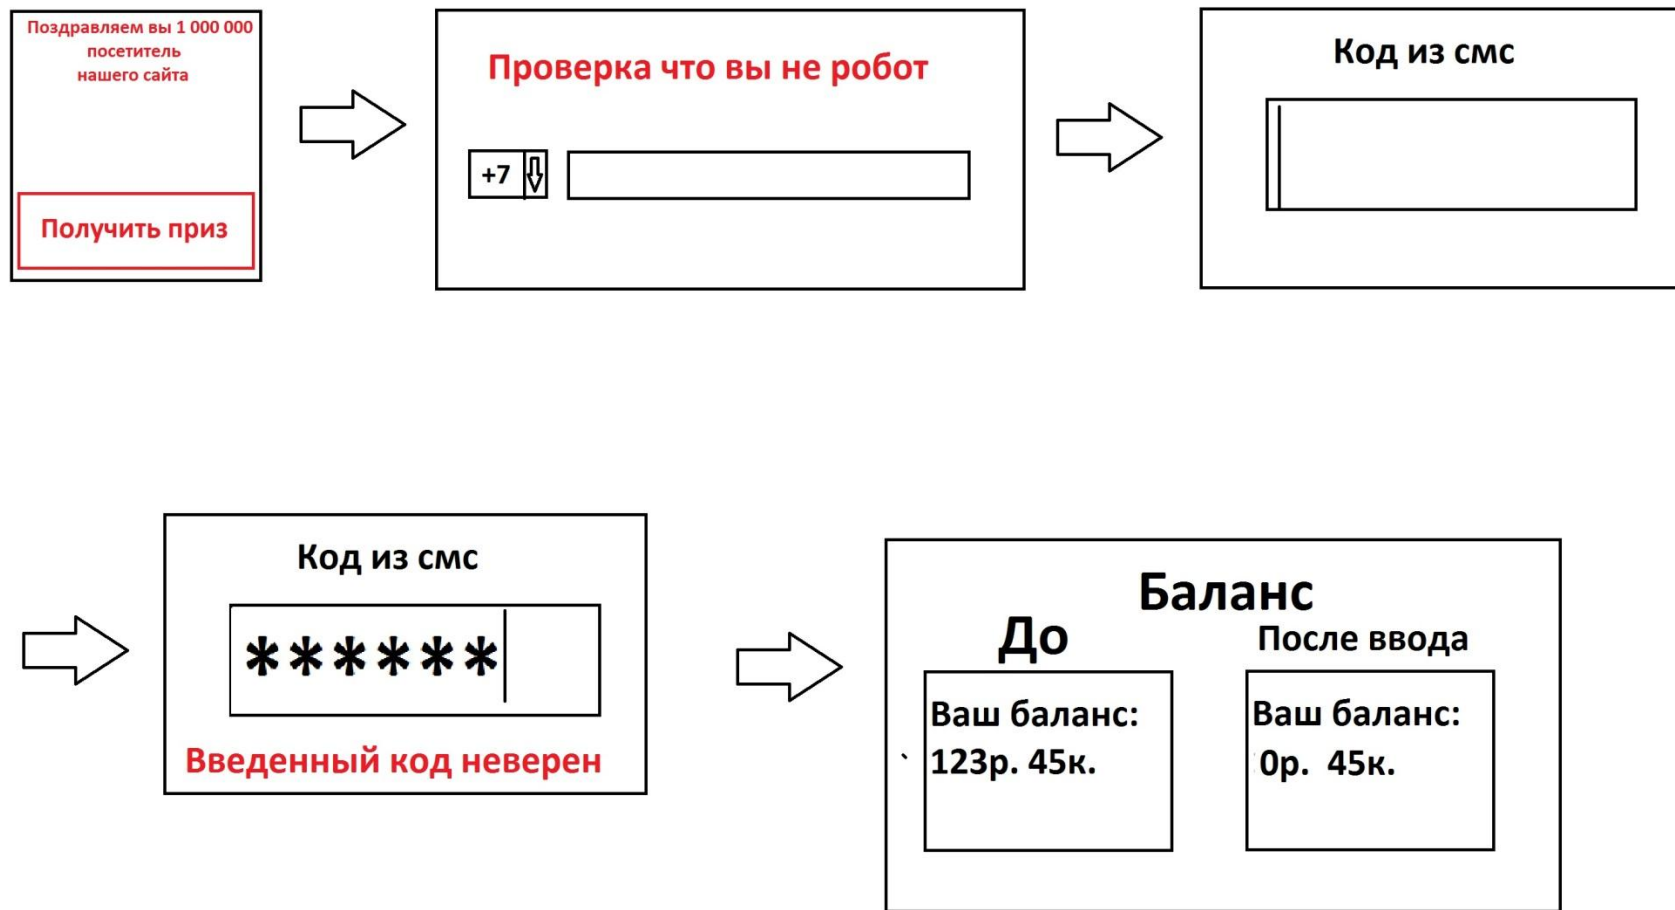 Поздравляем вы 1 000 000
посетитель
нашего сайта
Получить приз
Проверка что вы не робот
+7
Код из смс
Код из смс
******
Введенный код неверен
Баланс
До
После ввода
Ваш баланс:
123р. 45к.
Ваш баланс:
0р. 45к.